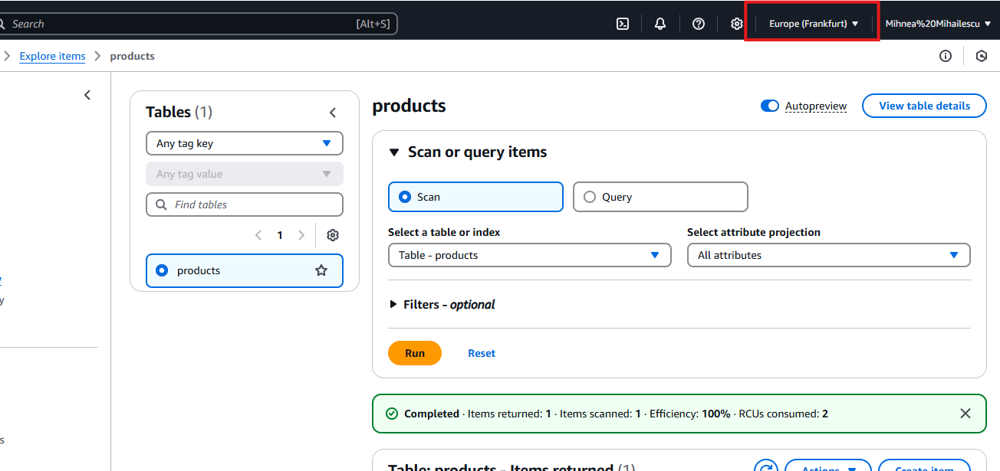 Search [Alt+S] Europe (Frankfurt) Mihnea%20Mihailescu
Explore items products
Tables (1)
Any tag key
Any tag value
Find tables
1
products
products
Autopreview View table details
Scan or query items
Scan Query
Select a table or index Select attribute projection
Table - products All attributes
Filters - optional
Run Reset
Completed · Items returned: 1 · Items scanned: 1 · Efficiency: 100% · RCUs consumed: 2
Table: products - Items returned (1)
Actions Create item